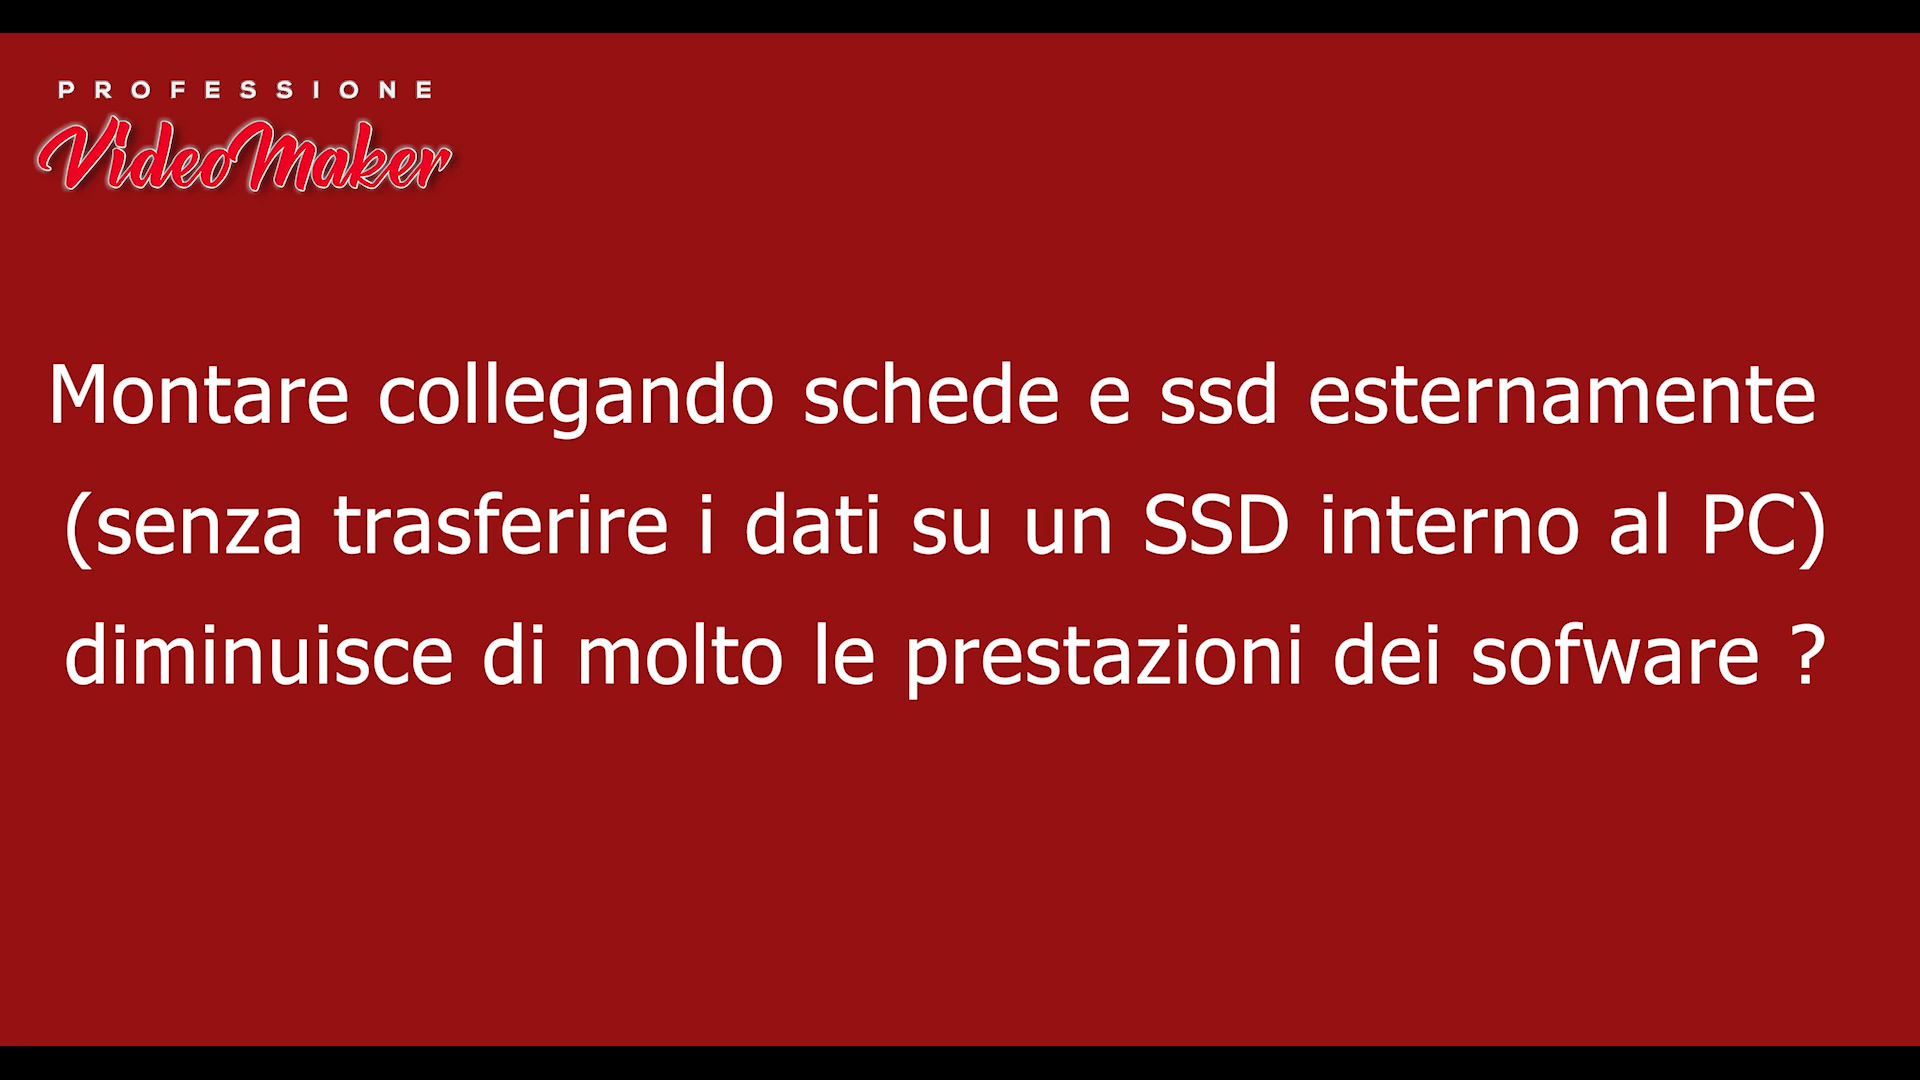 PROFESSIONE
VideoMaker
Montare collegando schede e ssd esternamente
(senza trasferire i dati su un SSD interno al PC)
diminuisce di molto le prestazioni dei sofware ?